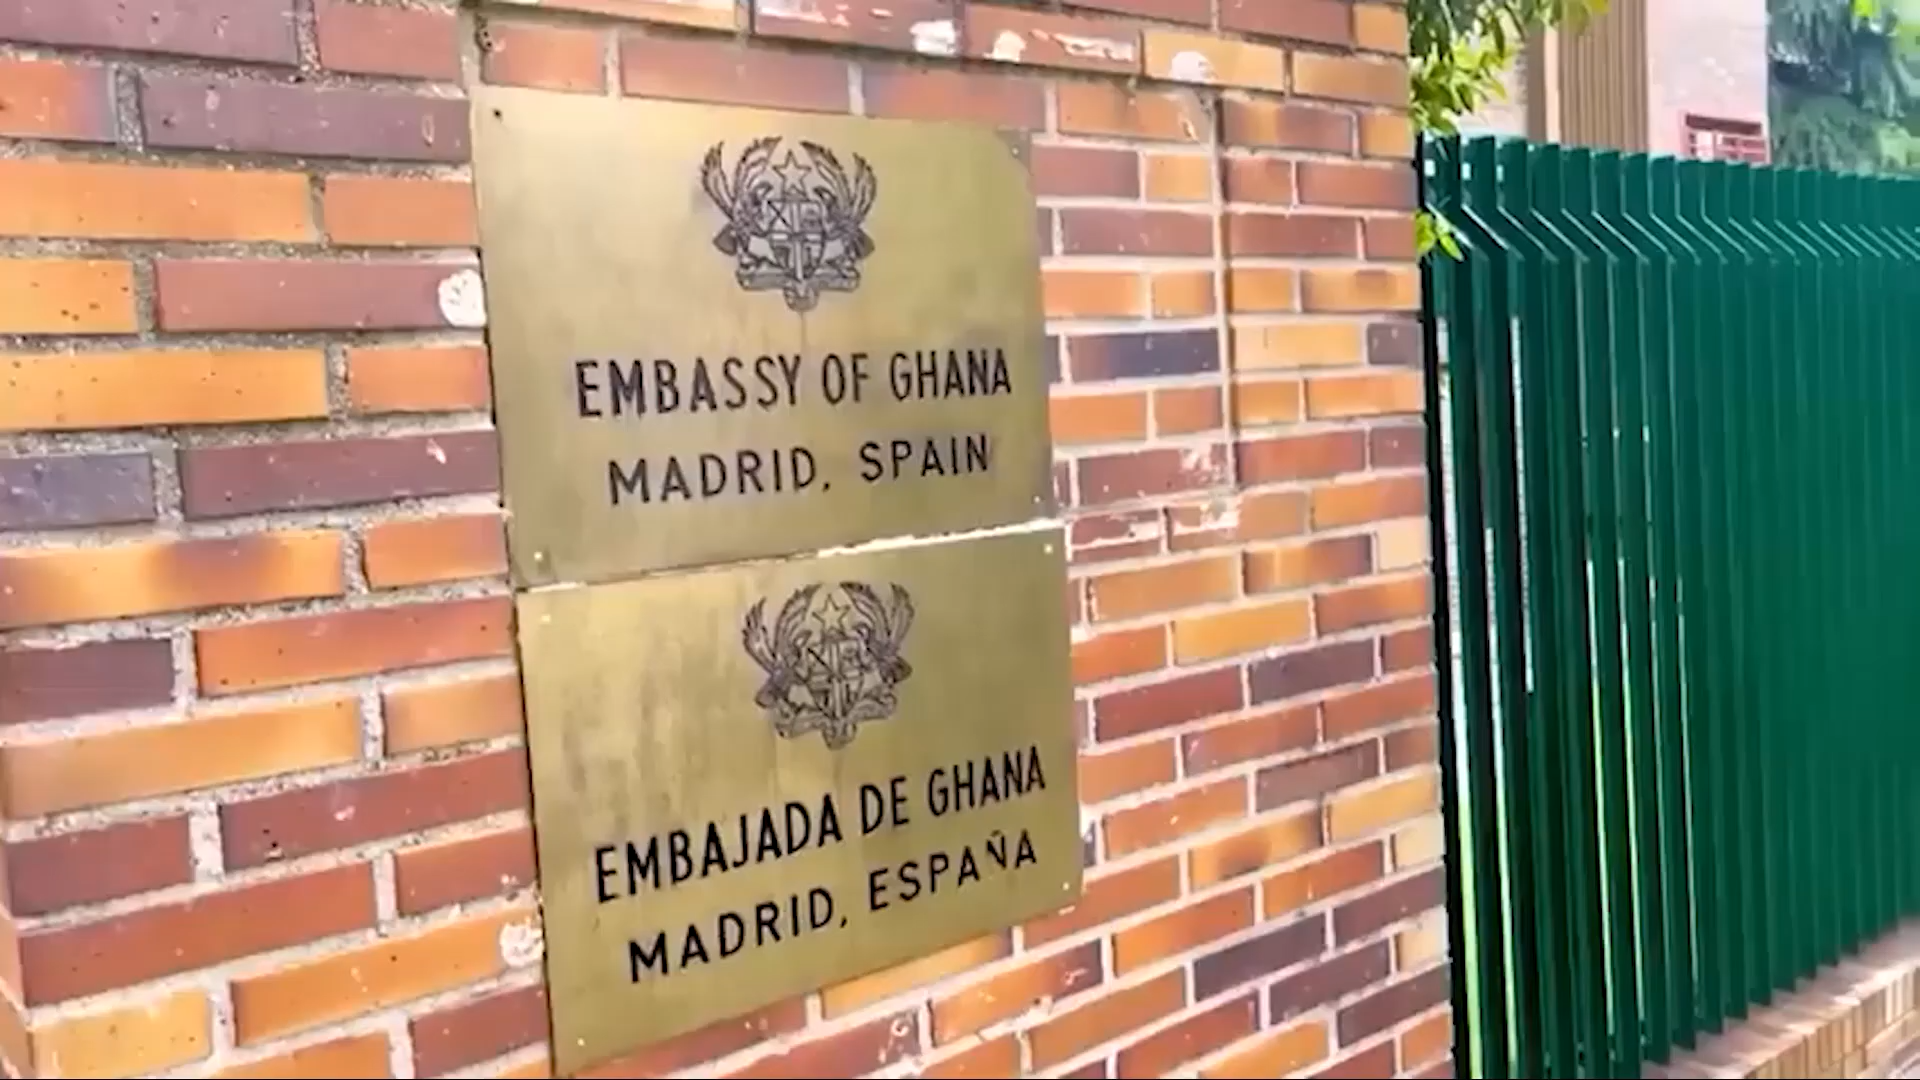 EMBASSY OF GHANA
MADRID, SPAIN
EMBAJADA DE GHANA
MADRID, ESPAÑA